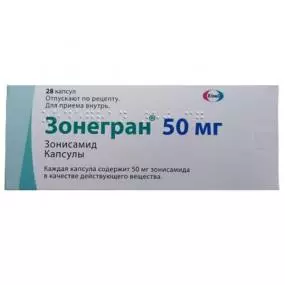 28 капсул
Отпускают по рецепту.
Для приема внутрь.
Eisai
Зонегран® 50 мг
Зонисамид
Капсулы
Каждая капсула содержит 50 мг зонисамида
в качестве действующего вещества.